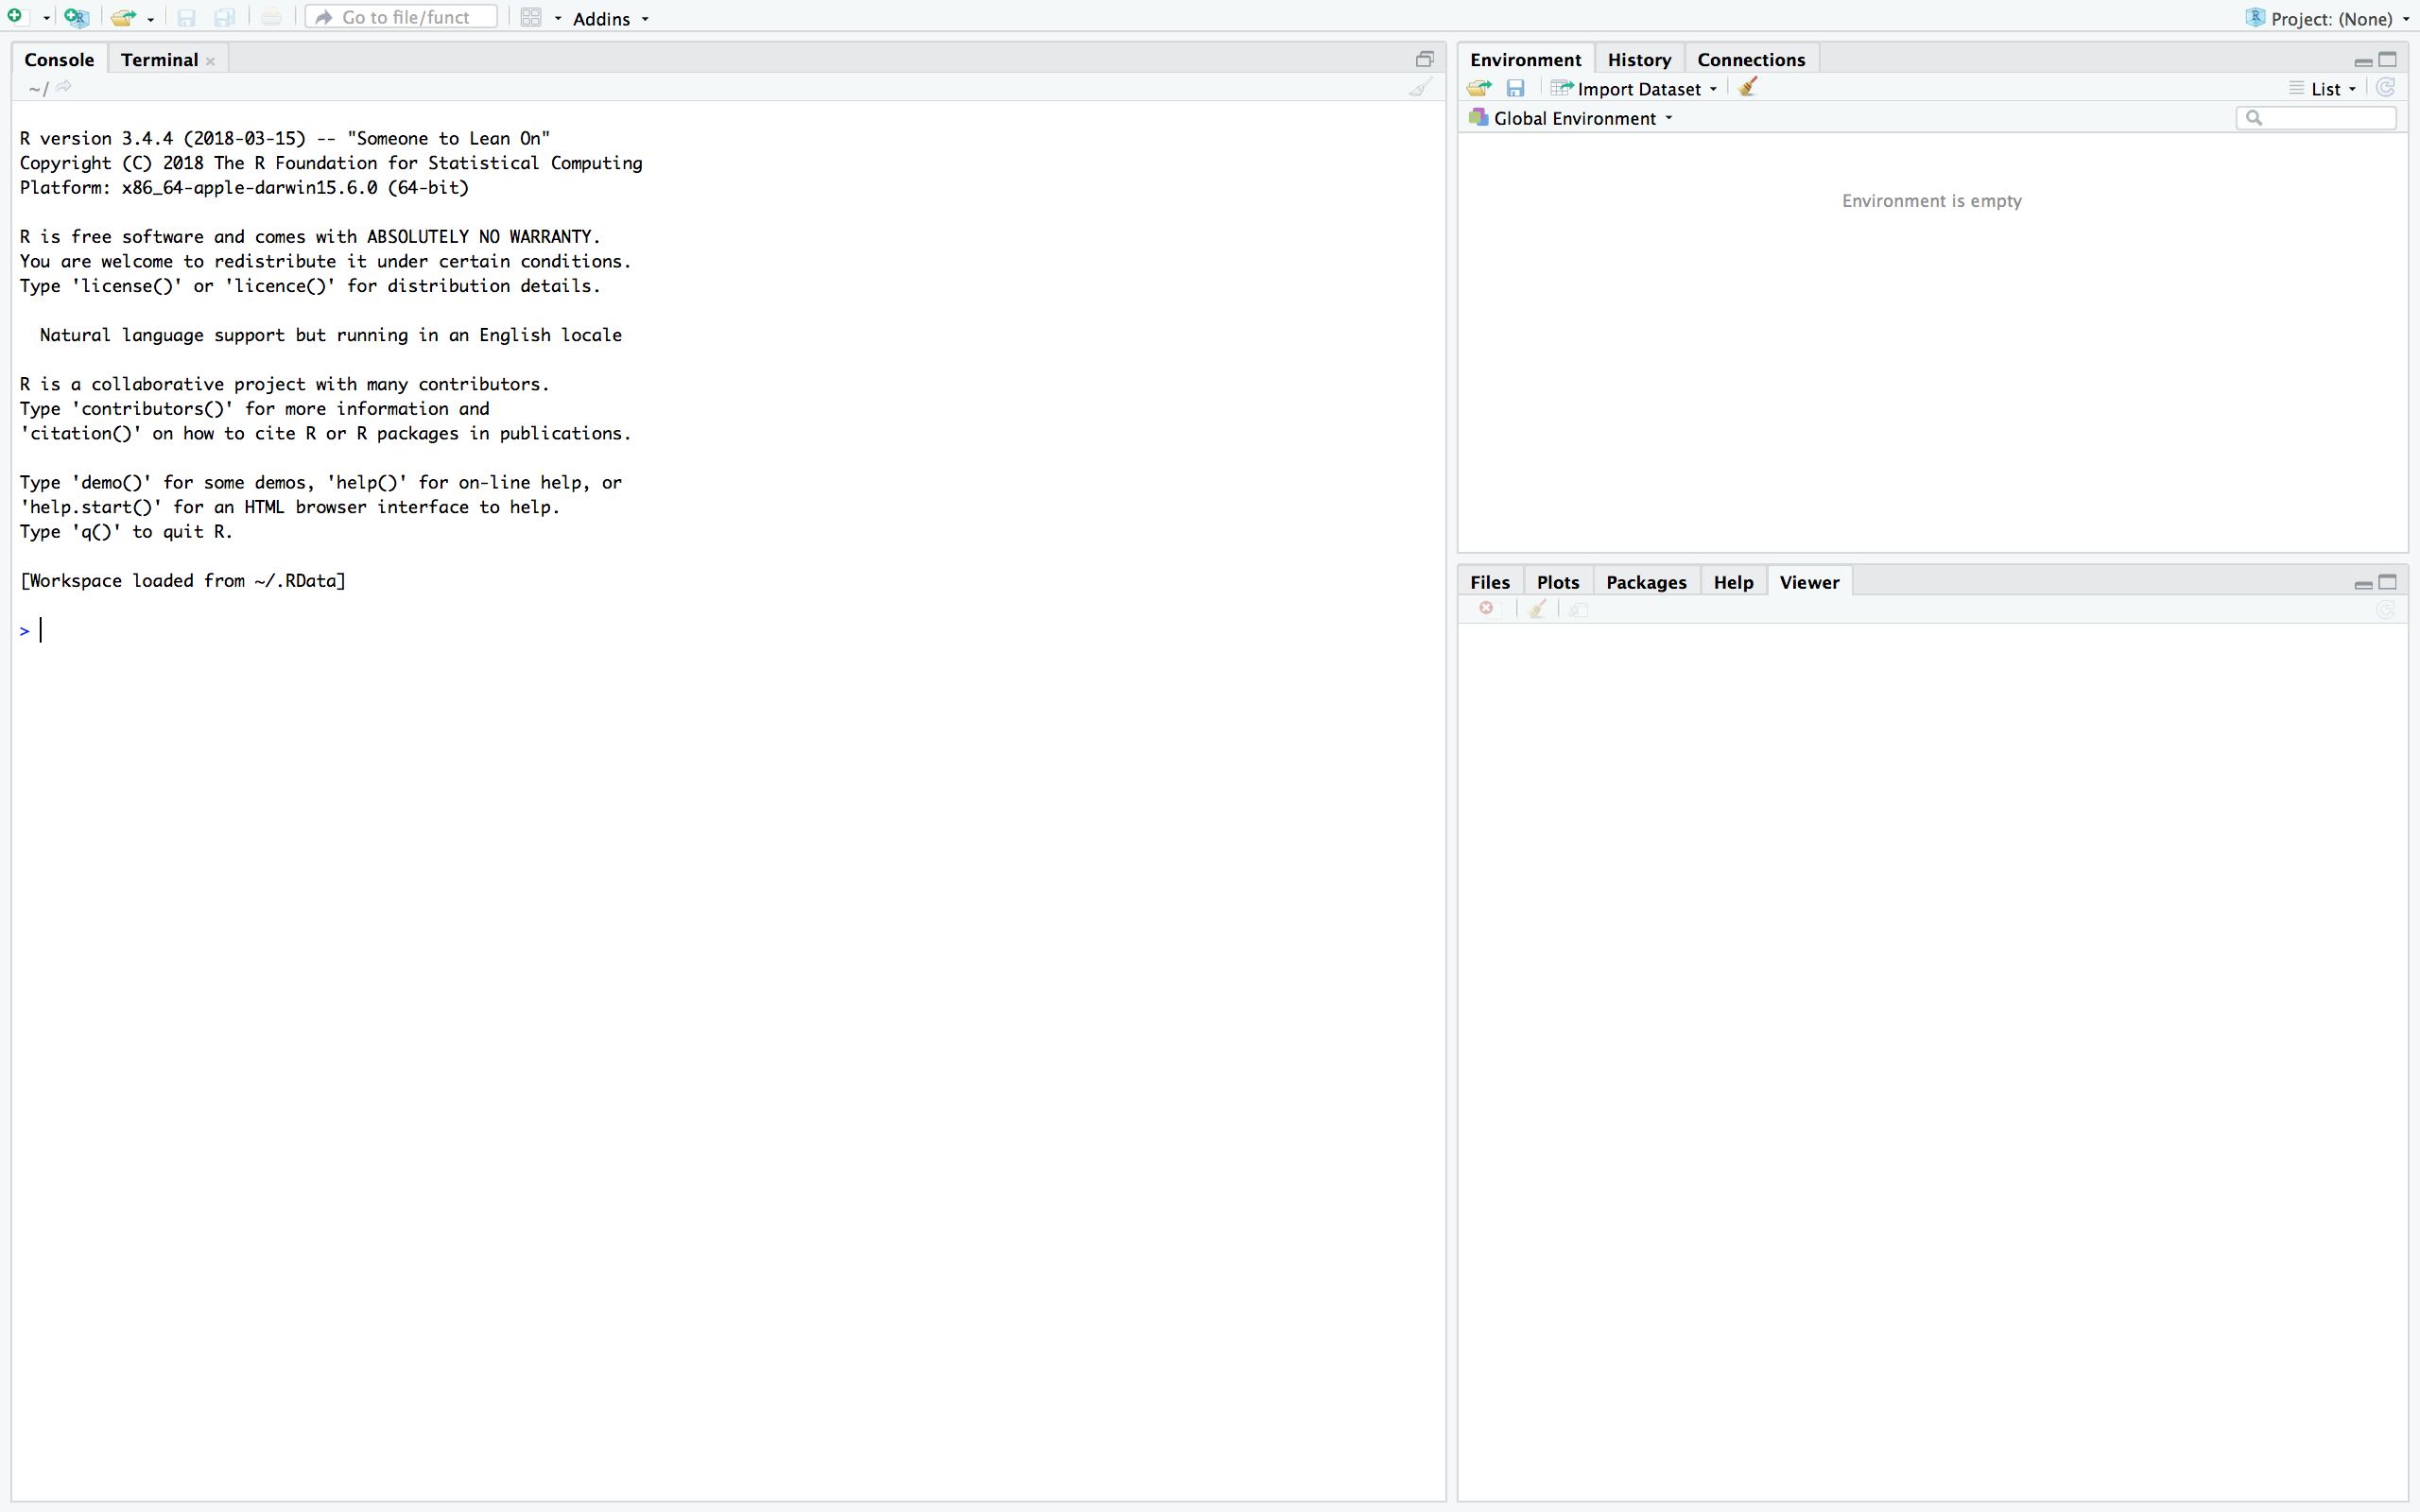 Go to file/funct
Addins
Project: (None)
Console
Terminal
~/
R version 3.4.4 (2018-03-15) -- "Someone to Lean On"
Copyright (C) 2018 The R Foundation for Statistical Computing
Platform: x86_64-apple-darwin15.6.0 (64-bit)
R is free software and comes with ABSOLUTELY NO WARRANTY.
You are welcome to redistribute it under certain conditions.
Type 'license()' or 'licence()' for distribution details.
Natural language support but running in an English locale
R is a collaborative project with many contributors.
Type 'contributors()' for more information and
'citation()' on how to cite R or R packages in publications.
Type 'demo()' for some demos, 'help()' for on-line help, or
'help.start()' for an HTML browser interface to help.
Type 'q()' to quit R.
[Workspace loaded from ~/.RData]
>
Environment
History
Connections
Import Dataset
List
Global Environment
Environment is empty
Files
Plots
Packages
Help
Viewer